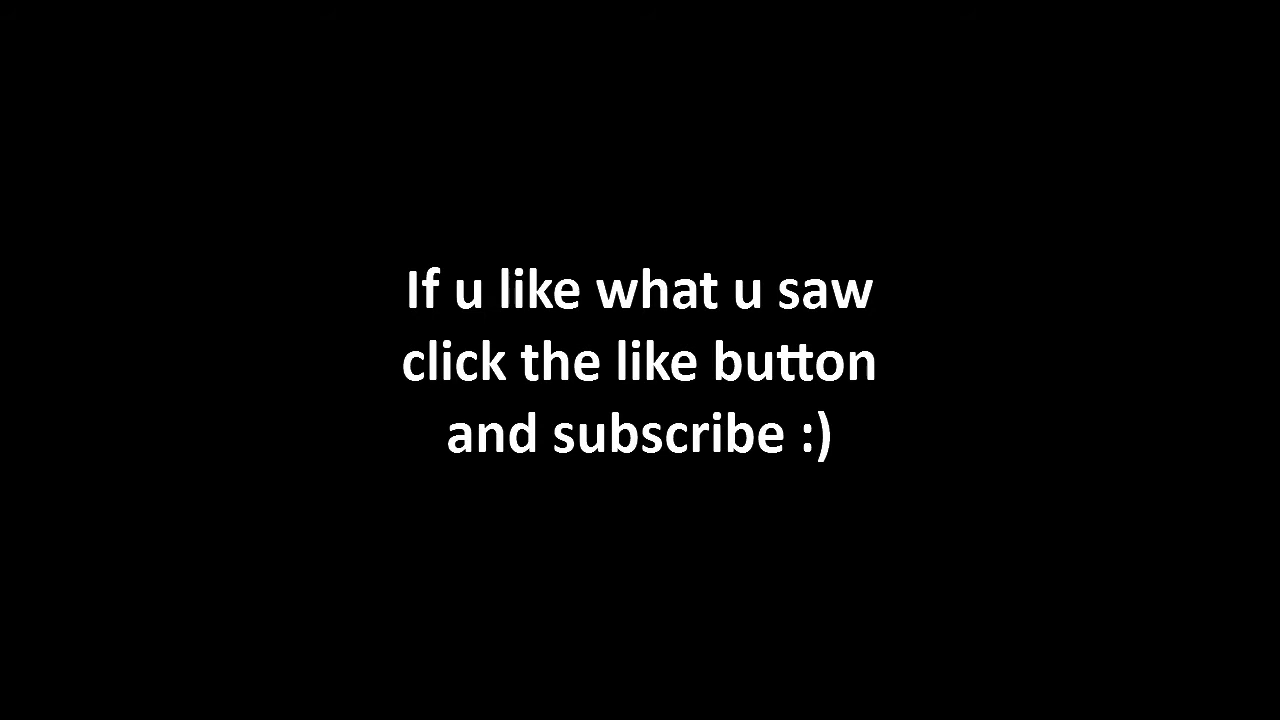 If u like what u saw
click the like button
and subscribe :)